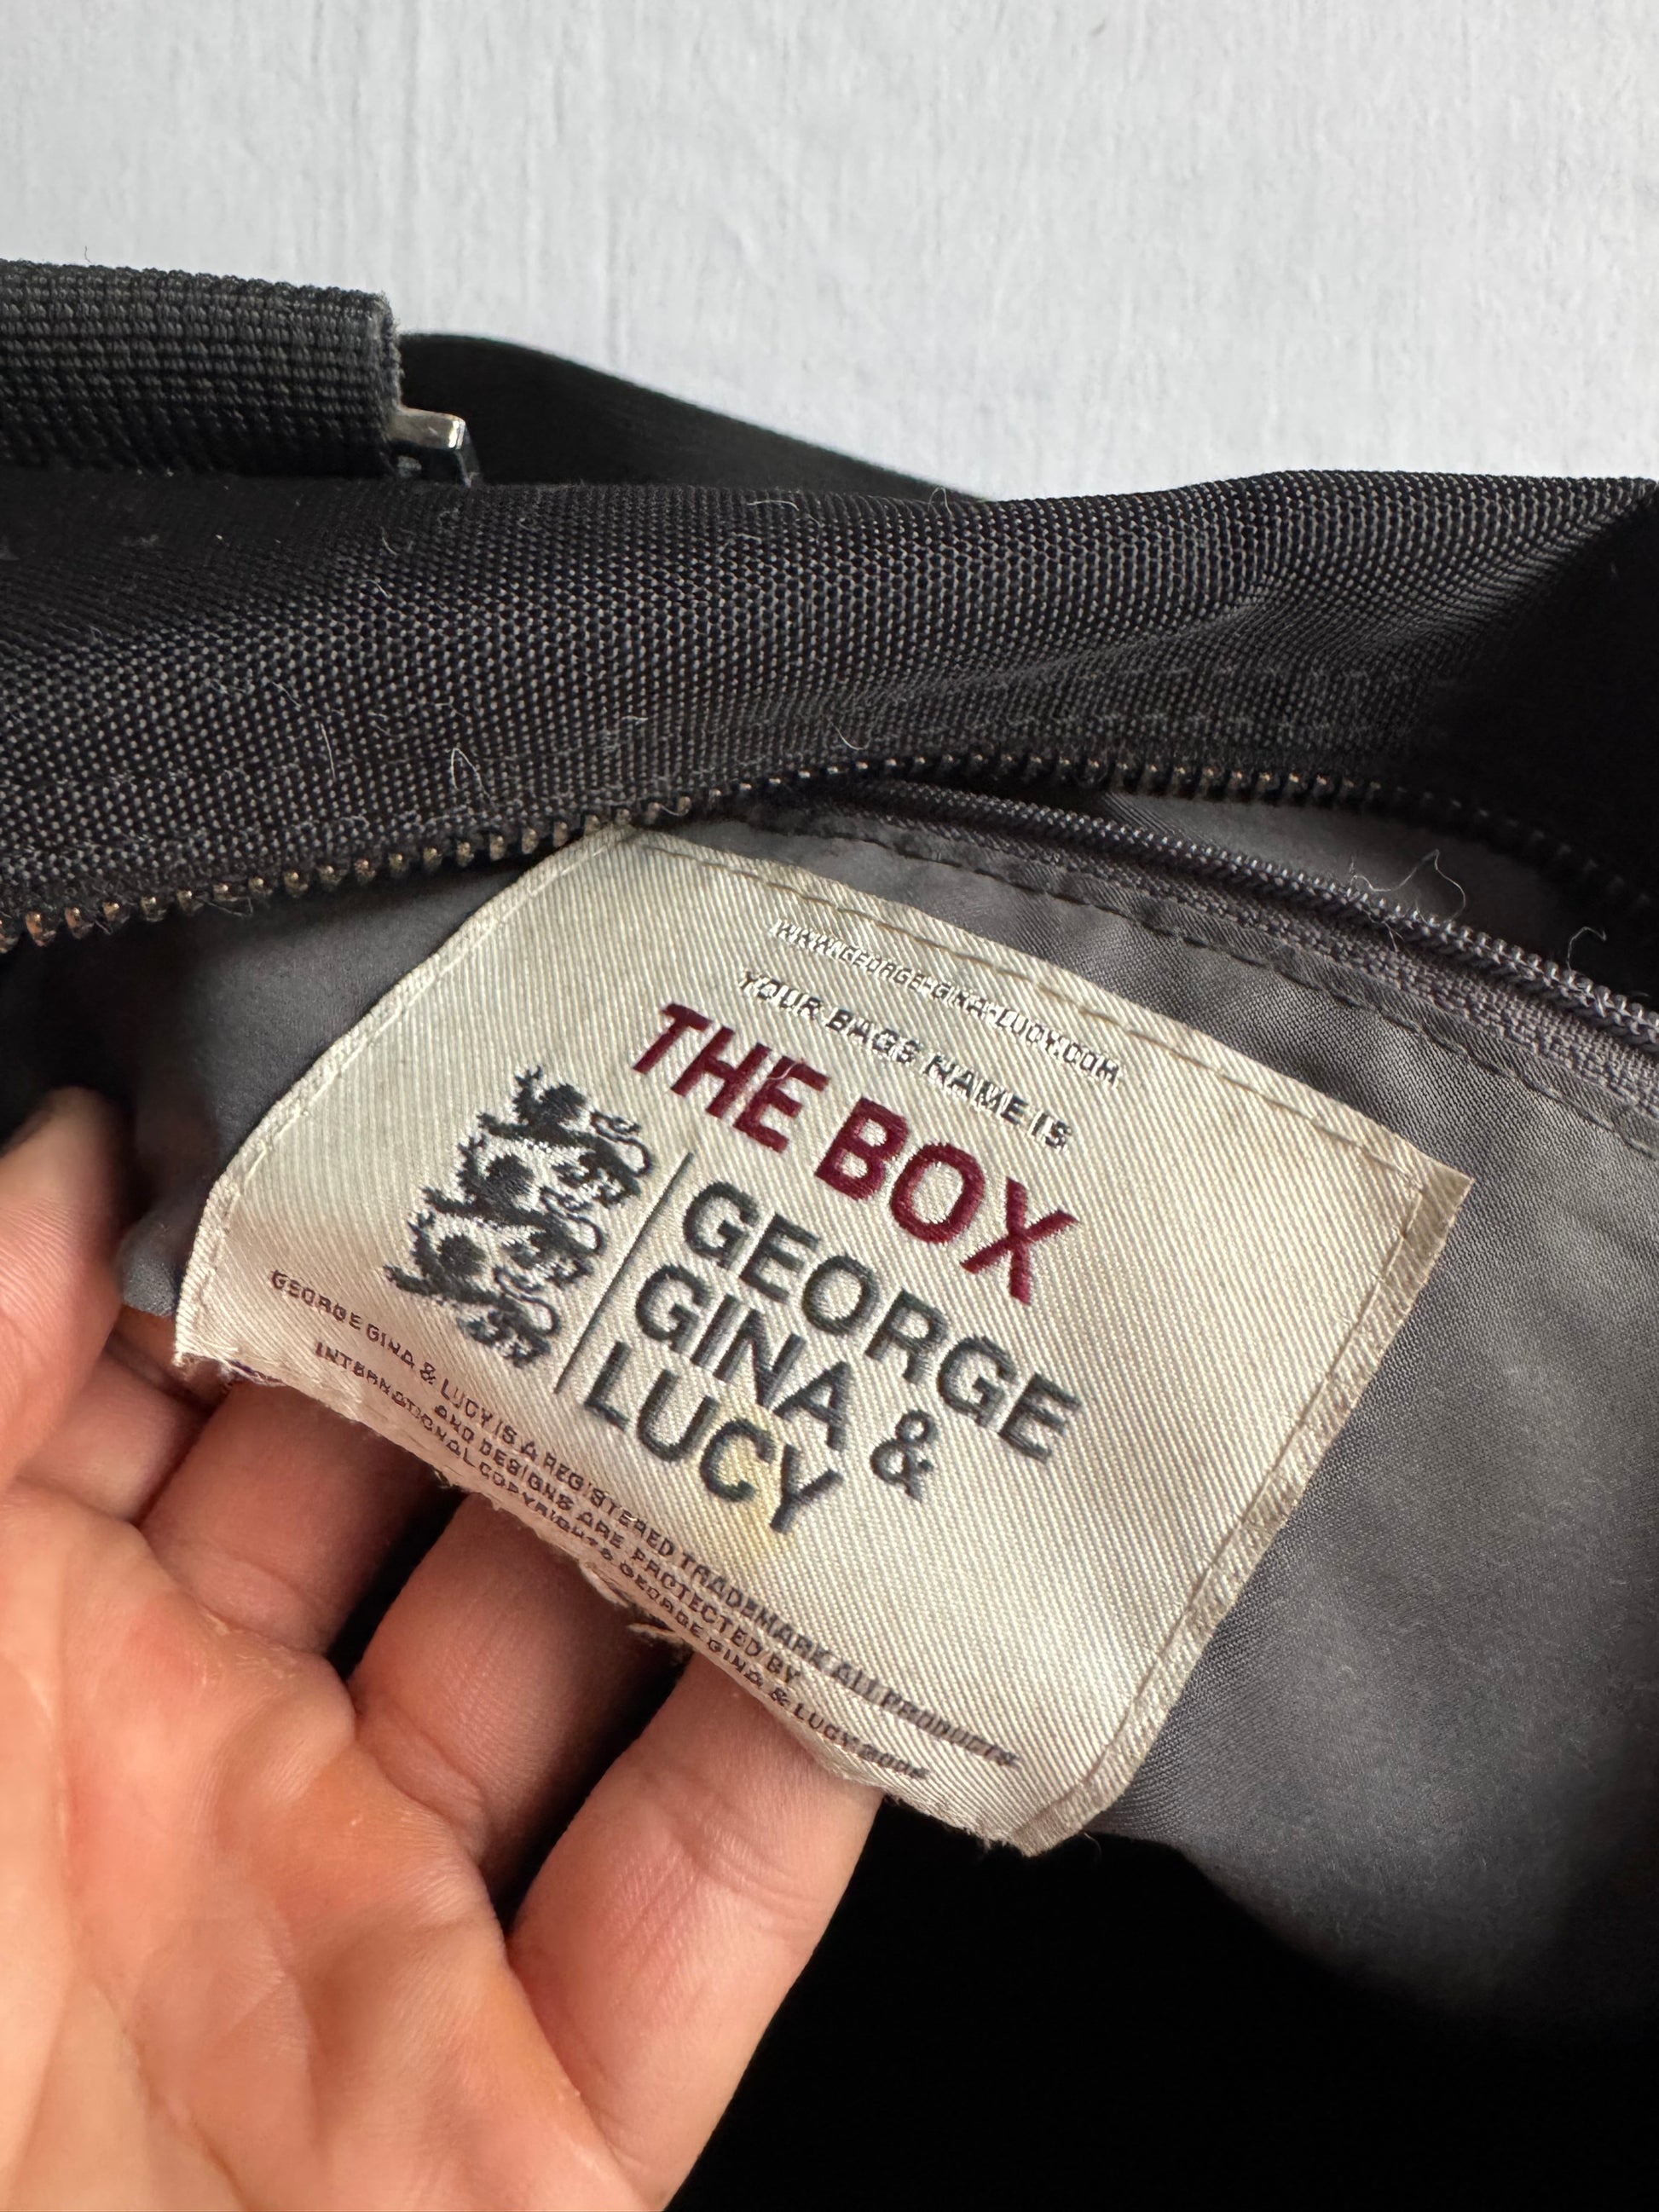 WWW.GEORGE-GINA-LUCY.COM
YOUR BAGS NAME IS
THE BOX
GEORGE
GINA &
LUCY
GEORGE GINA & LUCY IS A REGISTERED TRADEMARK ALL PRODUCTS
AND DESIGNS ARE PROTECTED BY
INTERNATIONAL COPYRIGHTS GEORGE GINA & LUCY